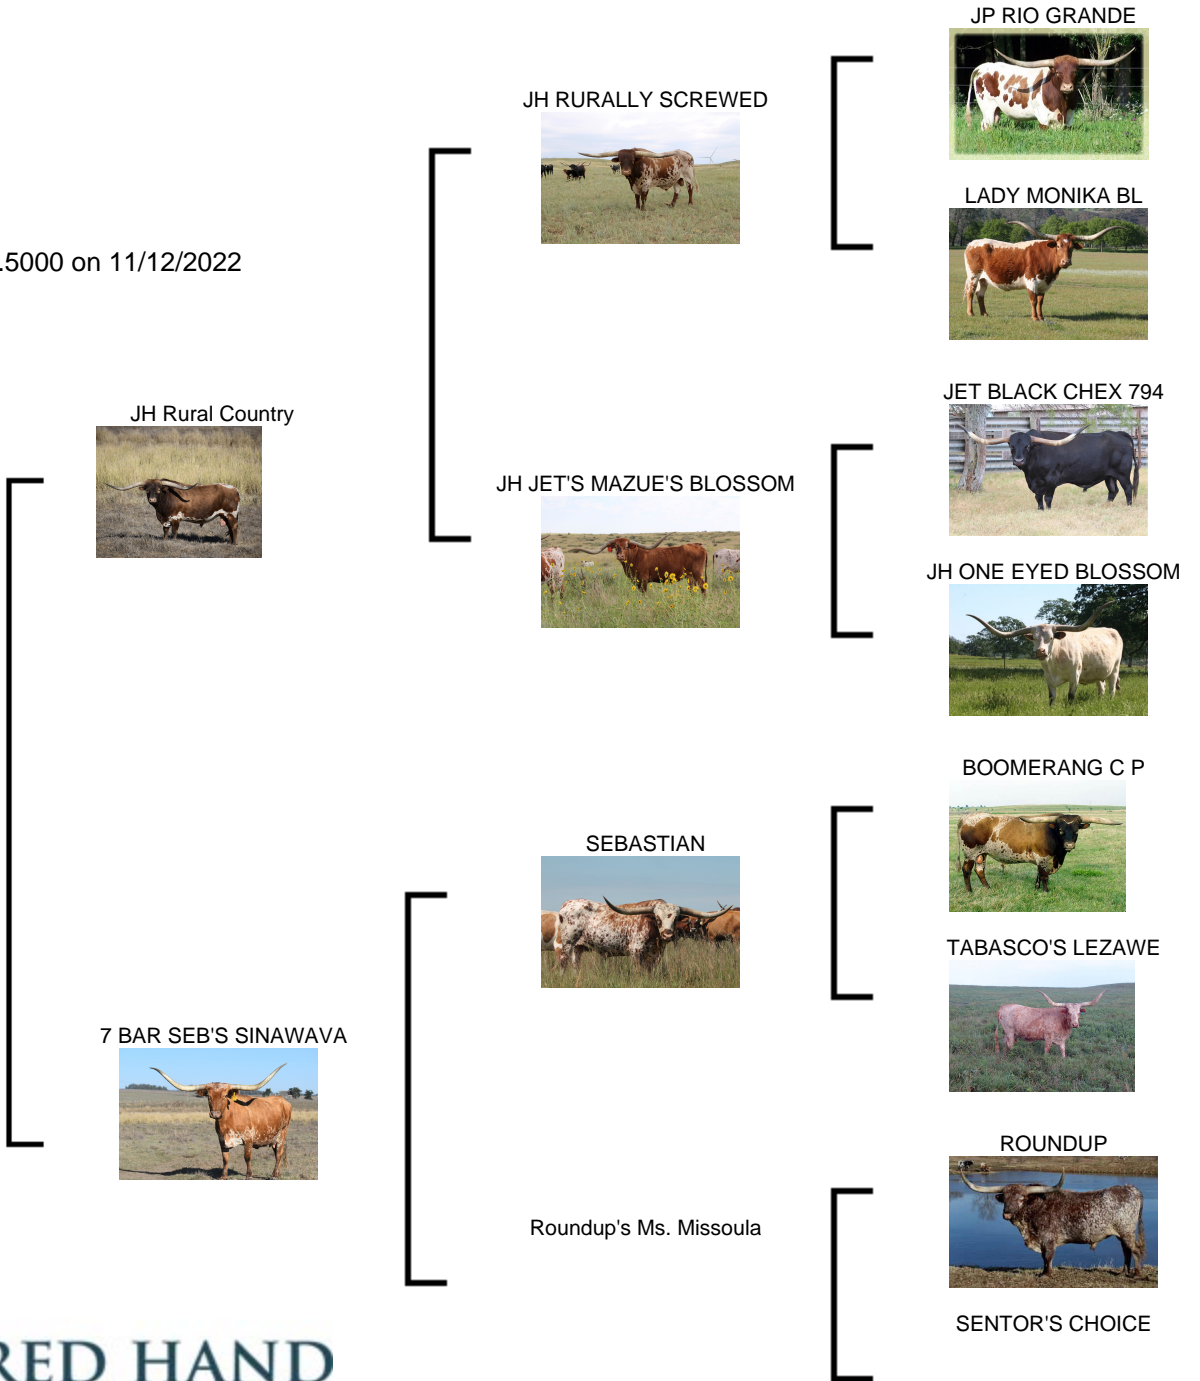 JP RIO GRANDE
JH RURALLY SCREWED
LADY MONIKA BL
.5000 on 11/12/2022
JET BLACK CHEX 794
JH Rural Country
JH JET'S MAZUE'S BLOSSOM
JH ONE EYED BLOSSOM
BOOMERANG C P
SEBASTIAN
TABASCO'S LEZAWE
7 BAR SEB'S SINAWAVA
ROUNDUP
Roundup's Ms. Missoula
SENTOR'S CHOICE
RED HAND